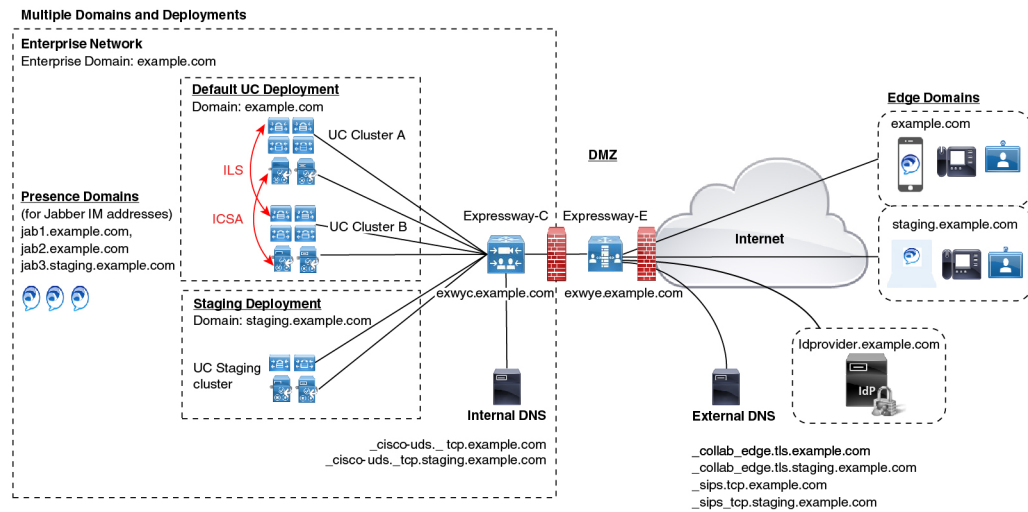 Multiple Domains and Deployments
Enterprise Network
Enterprise Domain: example.com
Default UC Deployment
Domain: example.com
UC Cluster A
ILS
ICSA
UC Cluster B
Presence Domains
(for Jabber IM addresses)
jab1.example.com,
jab2.example.com
jab3.staging.example.com
Staging Deployment
Domain: staging.example.com
UC Staging
cluster
Expressway-C
exwyc.example.com
Internal DNS
_cisco-uds._ tcp.example.com
_cisco-uds._tcp.staging.example.com
DMZ
Expressway-E
exwye.example.com
Internet
External DNS
_collab_edge.tls.example.com
_collab_edge.tls.staging.example.com
_sips.tcp.example.com
_sips_tcp.staging.example.com
Edge Domains
example.com
staging.example.com
Idprovider.example.com
IdP